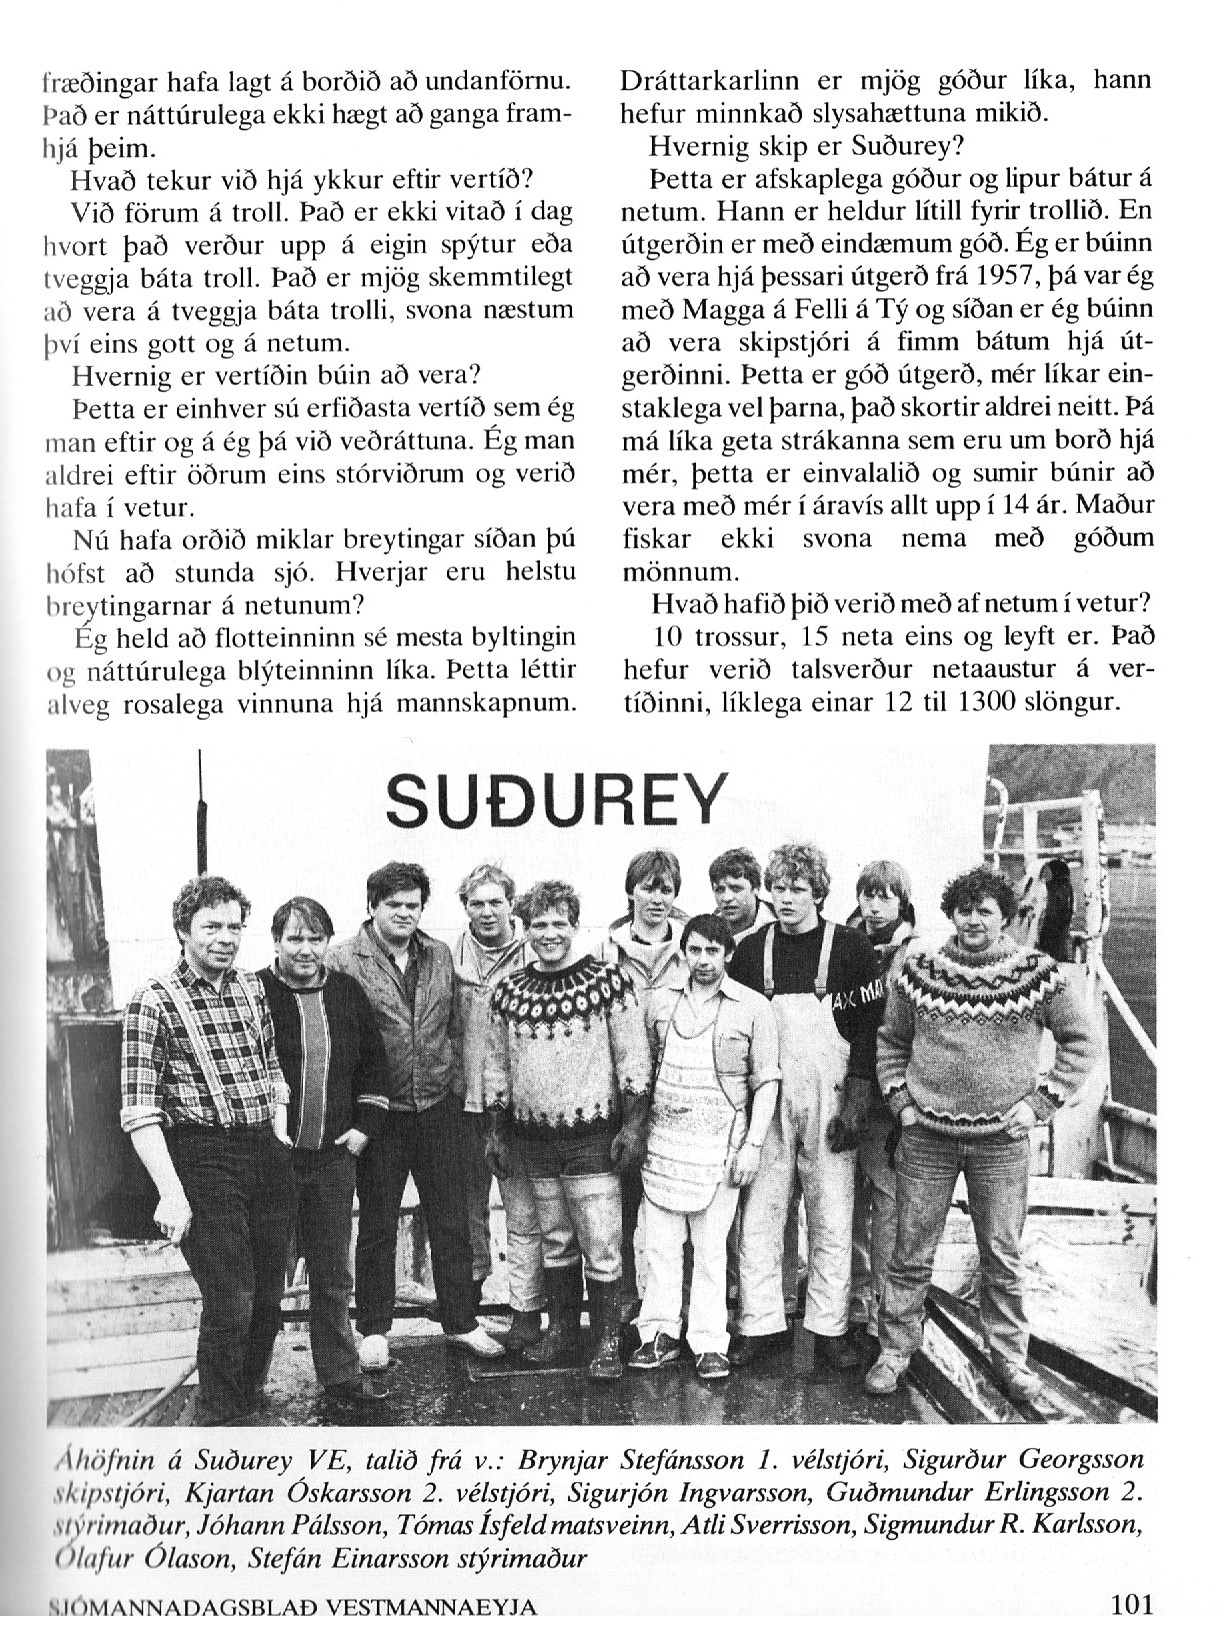 fræðingar hafa lagt á borðið að undanförnu.
Það er náttúrulega ekki hægt að ganga fram-
hjá þeim.
Hvað tekur við hjá ykkur eftir vertíð?
Við förum á troll. Það er ekki vitað í dag
hvort það verður upp á eigin spýtur eða
tveggja báta troll. Það er mjög skemmtilegt
að vera á tveggja báta trolli, svona næstum
því eins gott og á netum.
Hvernig er vertíðin búin að vera?
Þetta er einhver sú erfiðasta vertíð sem ég
man eftir og á ég þá við veðráttuna. Ég man
aldrei eftir öðrum eins stórviðrum og verið
hafa í vetur.
Nú hafa orðið miklar breytingar síðan þú
hófst að stunda sjó. Hverjar eru helstu
breytingarnar á netunum?
Ég held að flotteinninn sé mesta byltingin
og náttúrulega blýteinninn líka. Þetta léttir
alveg rosalega vinnuna hjá mannskapnum.
Dráttarkarlinn er mjög góður líka, hann
hefur minnkað slysahættuna mikið.
Hvernig skip er Suðurey?
Þetta er afskaplega góður og lipur bátur á
netum. Hann er heldur lítill fyrir trollið. En
útgerðin er með eindæmum góð. Ég er búinn
að vera hjá þessari útgerð frá 1957, þá var ég
með Magga á Felli á Tý og síðan er ég búinn
að vera skipstjóri á fimm bátum hjá út-
gerðinni. Þetta er góð útgerð, mér líkar ein-
staklega vel þarna, það skortir aldrei neitt. Þá
má líka geta strákanna sem eru um borð hjá
mér, þetta er einvalalið og sumir búnir að
vera með mér í áravís allt upp í 14 ár. Maður
fiskar ekki svona nema með góðum
mönnum.
Hvað hafið þið verið með af netum í vetur?
10 trossur, 15 neta eins og leyft er. Það
hefur verið talsverður netaaustur á ver-
tíðinni, líklega einar 12 til 1300 slöngur.
SUÐUREY
AX MA
Áhöfnin á Suðurey VE, talið frá v.: Brynjar Stefánsson 1. vélstjóri, Sigurður Georgsson
skipstjóri, Kjartan Óskarsson 2. vélstjóri, Sigurjón Ingvarsson, Guðmundur Erlingsson 2.
stýrimaður, Jóhann Pálsson, Tómas Ísfeld matsveinn, Atli Sverrisson, Sigmundur R. Karlsson,
Ólafur Ólason, Stefán Einarsson stýrimaður
SJÓMANNADAGSBLAÐ VESTMANNAEYJA
101